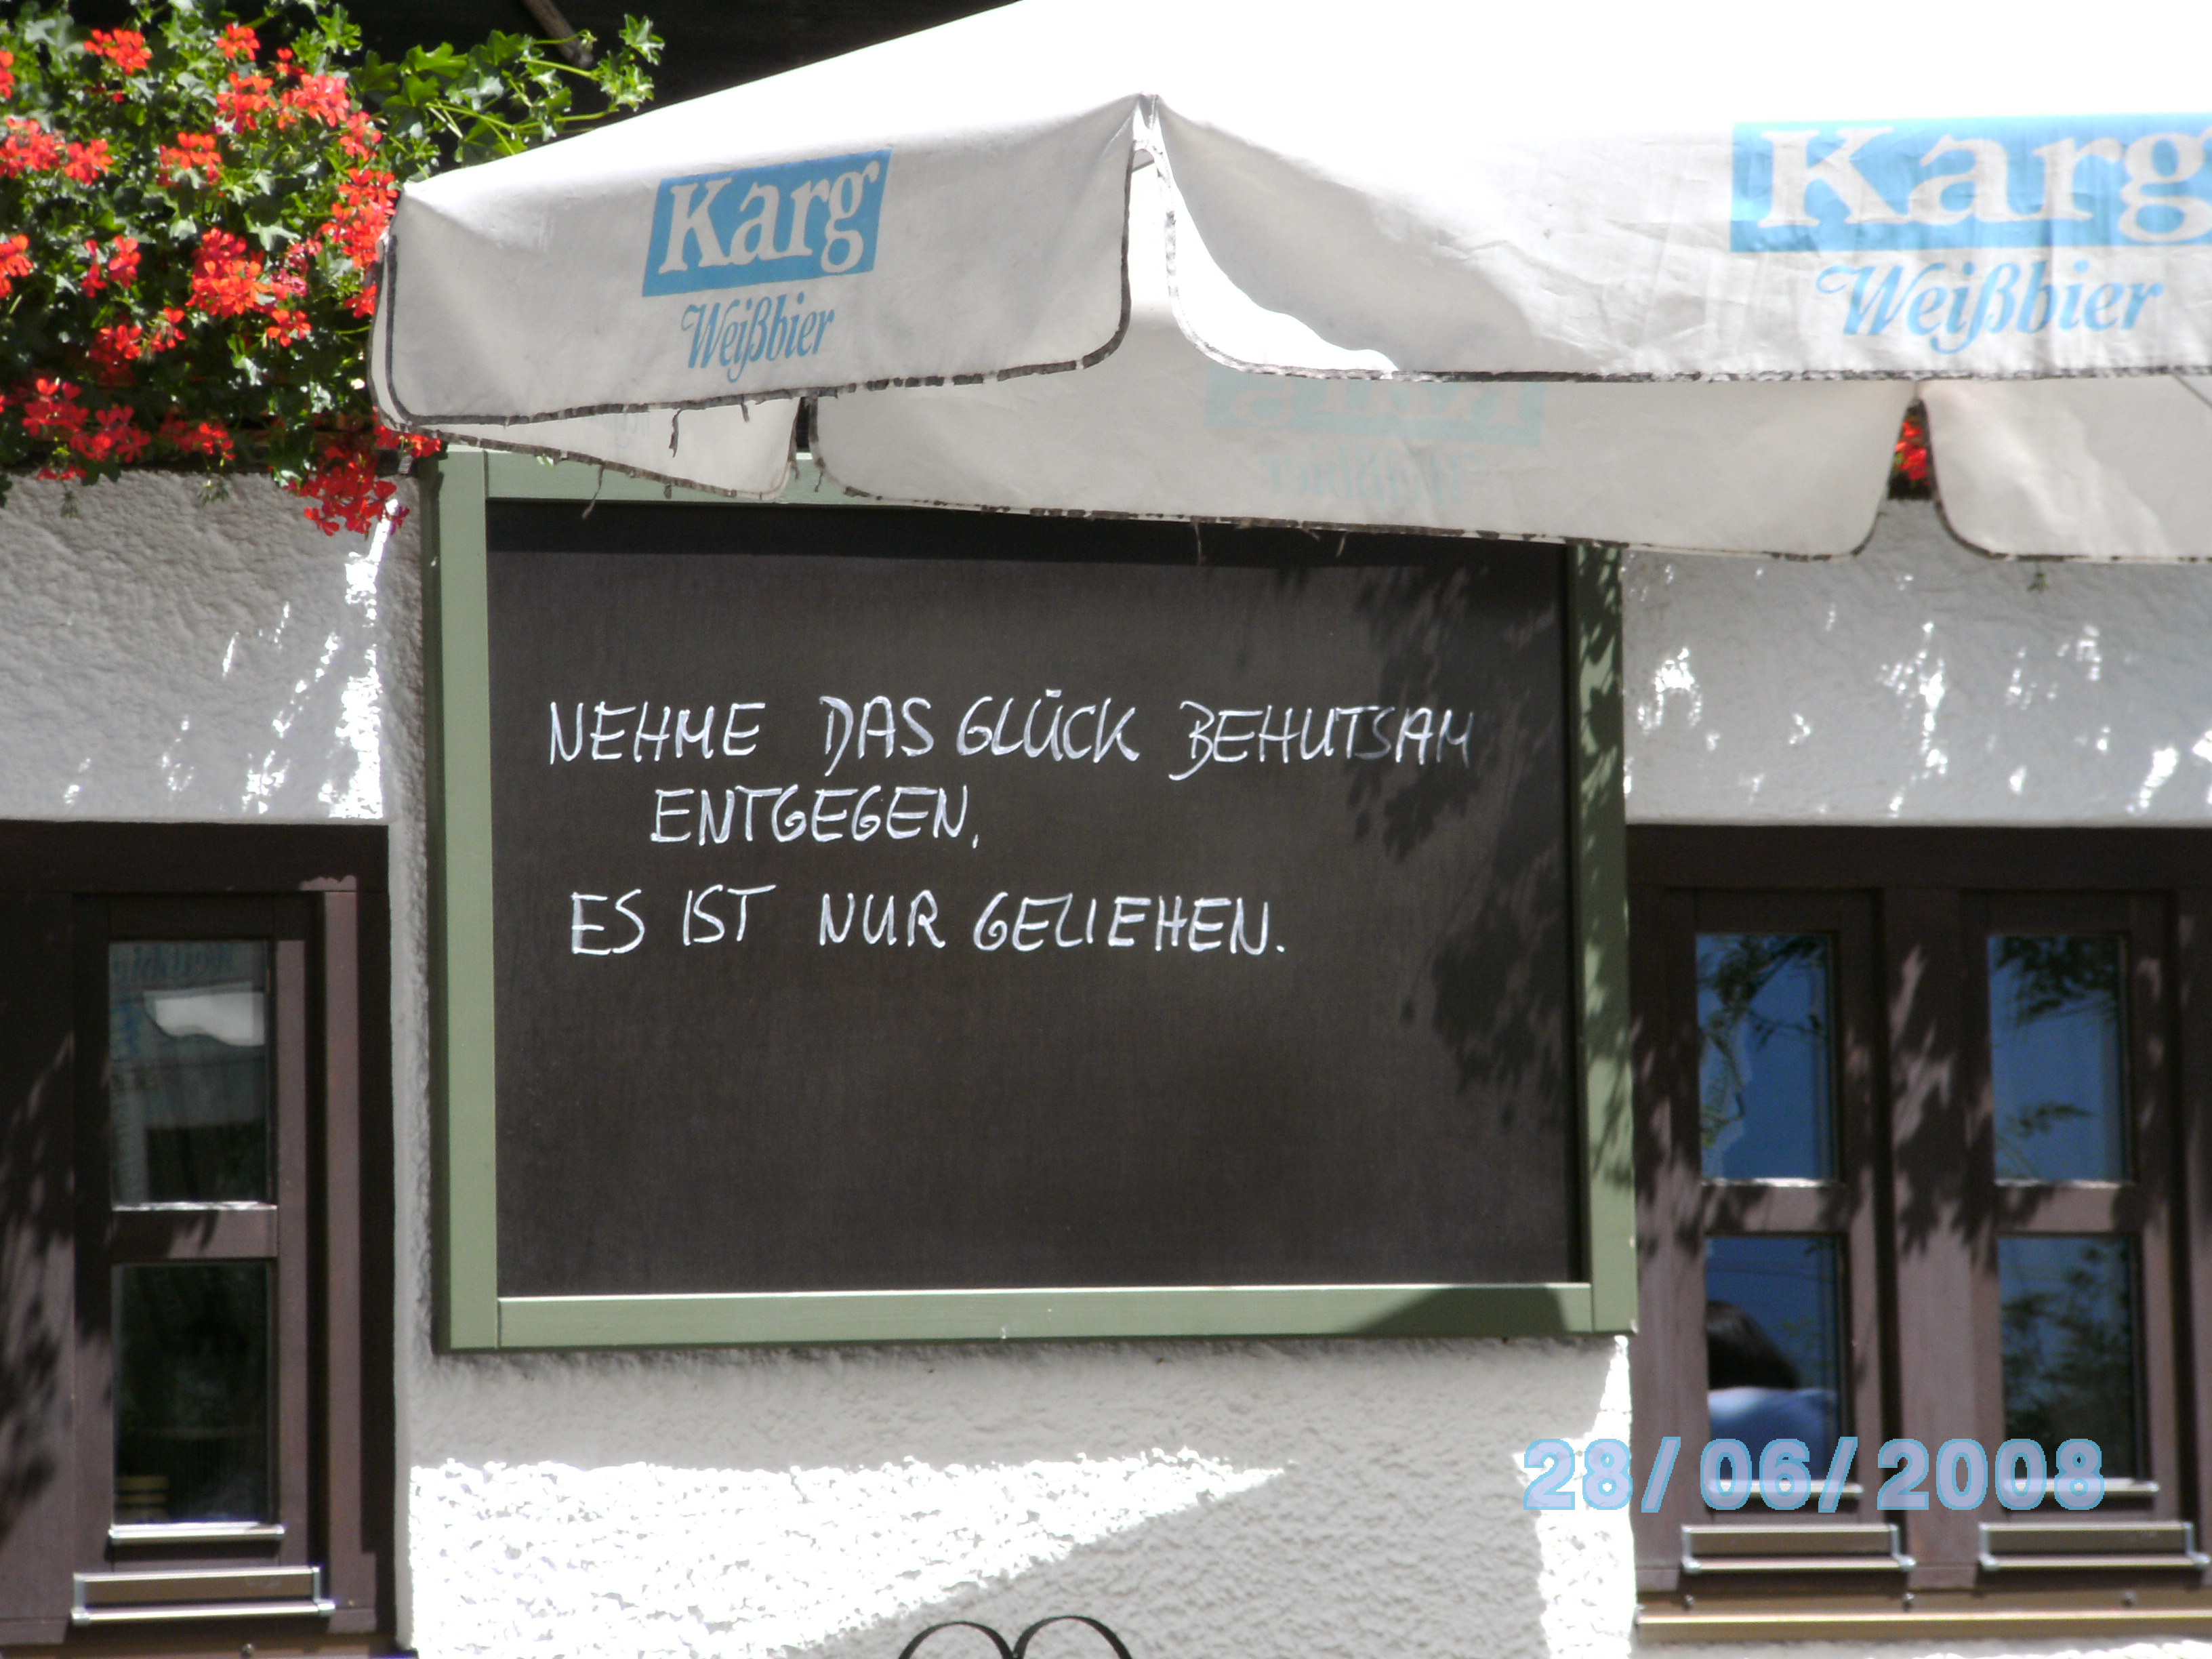 Karg
Weißbier
Karg
Weißbier
NEHME DAS GLÜCK BEHUTSAM
ENTGEGEN,
ES IST NUR GELIEHEN.
28/06/2008